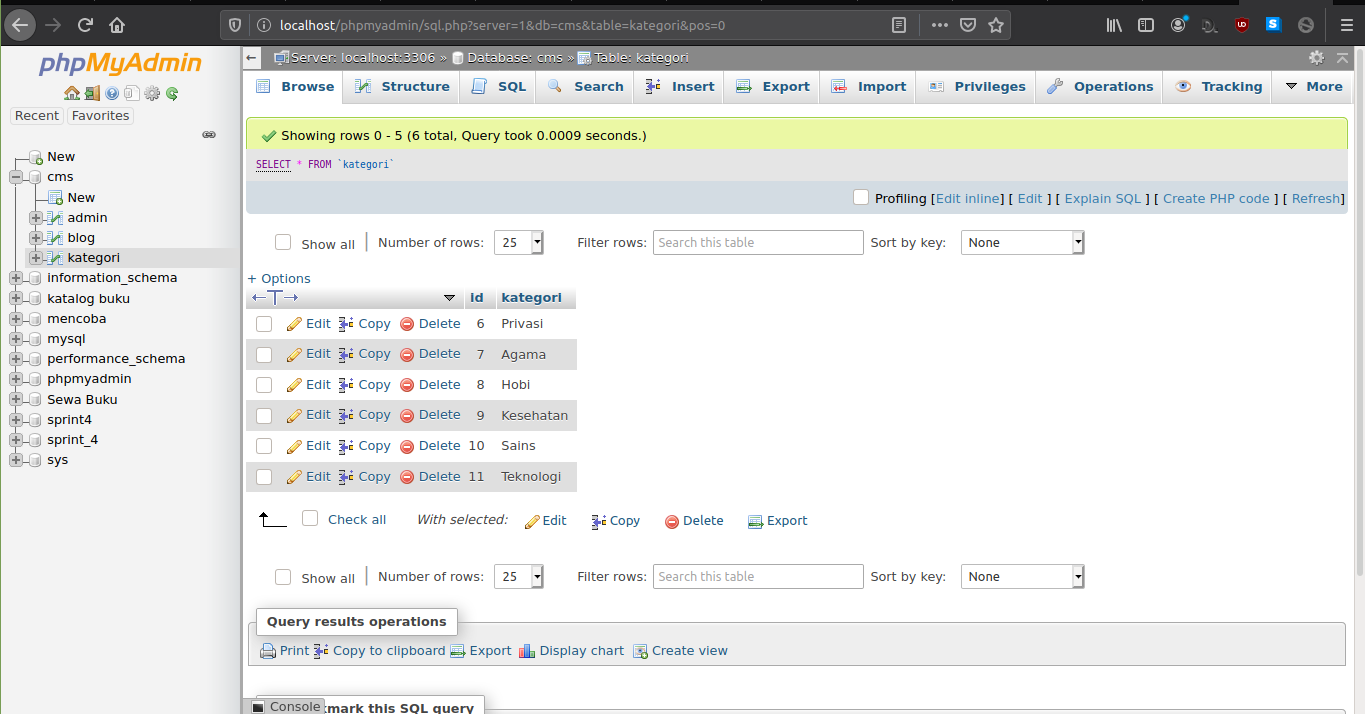 localhost/phpmyadmin/sql.php?server=1&db=cms&table=kategori&pos=0
phpMyAdmin
Recent Favorites
New
cms
New
admin
blog
kategori
information_schema
katalog buku
mencoba
mysql
performance_schema
phpmyadmin
Sewa Buku
sprint4
sprint_4
sys
Server: localhost:3306 » Database: cms » Table: kategori
Browse Structure SQL Search Insert Export Import Privileges Operations Tracking More
Showing rows 0 - 5 (6 total, Query took 0.0009 seconds.)
SELECT * FROM `kategori`
Profiling [Edit inline] [ Edit ] [ Explain SQL ] [ Create PHP code ] [ Refresh]
Show all Number of rows: 25 Filter rows: Search this table Sort by key: None
+ Options
id kategori
Edit Copy Delete 6 Privasi
Edit Copy Delete 7 Agama
Edit Copy Delete 8 Hobi
Edit Copy Delete 9 Kesehatan
Edit Copy Delete 10 Sains
Edit Copy Delete 11 Teknologi
Check all With selected: Edit Copy Delete Export
Show all Number of rows: 25 Filter rows: Search this table Sort by key: None
Query results operations
Print Copy to clipboard Export Display chart Create view
Console
mark this SQL query